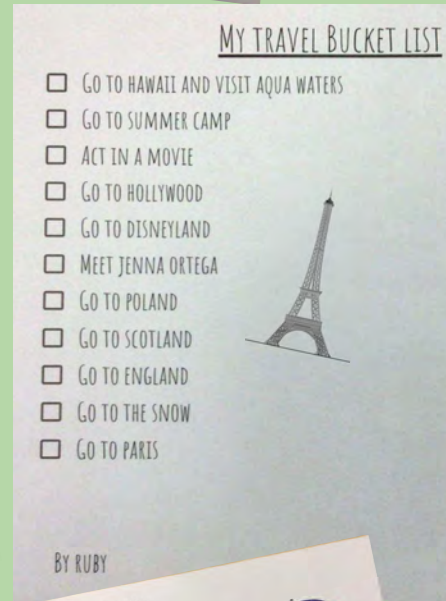 MY TRAVEL BUCKET LIST
GO TO HAWAII AND VISIT AQUA WATERS
GO TO SUMMER CAMP
ACT IN A MOVIE
GO TO HOLLYWOOD
GO TO DISNEYLAND
MEET JENNA ORTEGA
GO TO POLAND
GO TO SCOTLAND
GO TO ENGLAND
GO TO THE SNOW
GO TO PARIS
BY RUBY